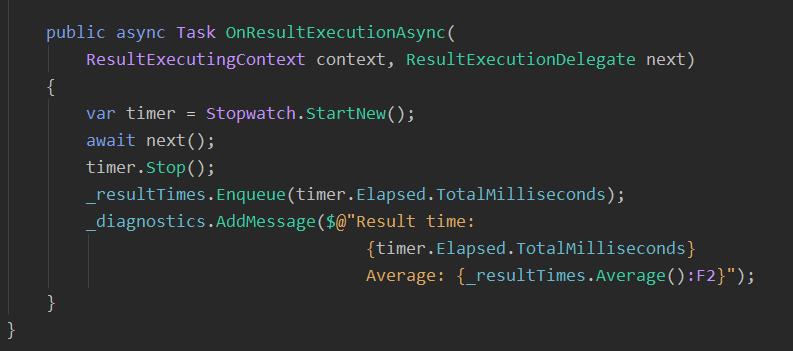 public async Task OnResultExecutionAsync(
ResultExecutingContext context, ResultExecutionDelegate next)
{
var timer = Stopwatch.StartNew();
await next();
timer.Stop();
_resultTimes.Enqueue(timer.Elapsed.TotalMilliseconds);
_diagnostics.AddMessage($@"Result time:
{timer.Elapsed.TotalMilliseconds}
Average: {_resultTimes.Average():F2}");
}
}